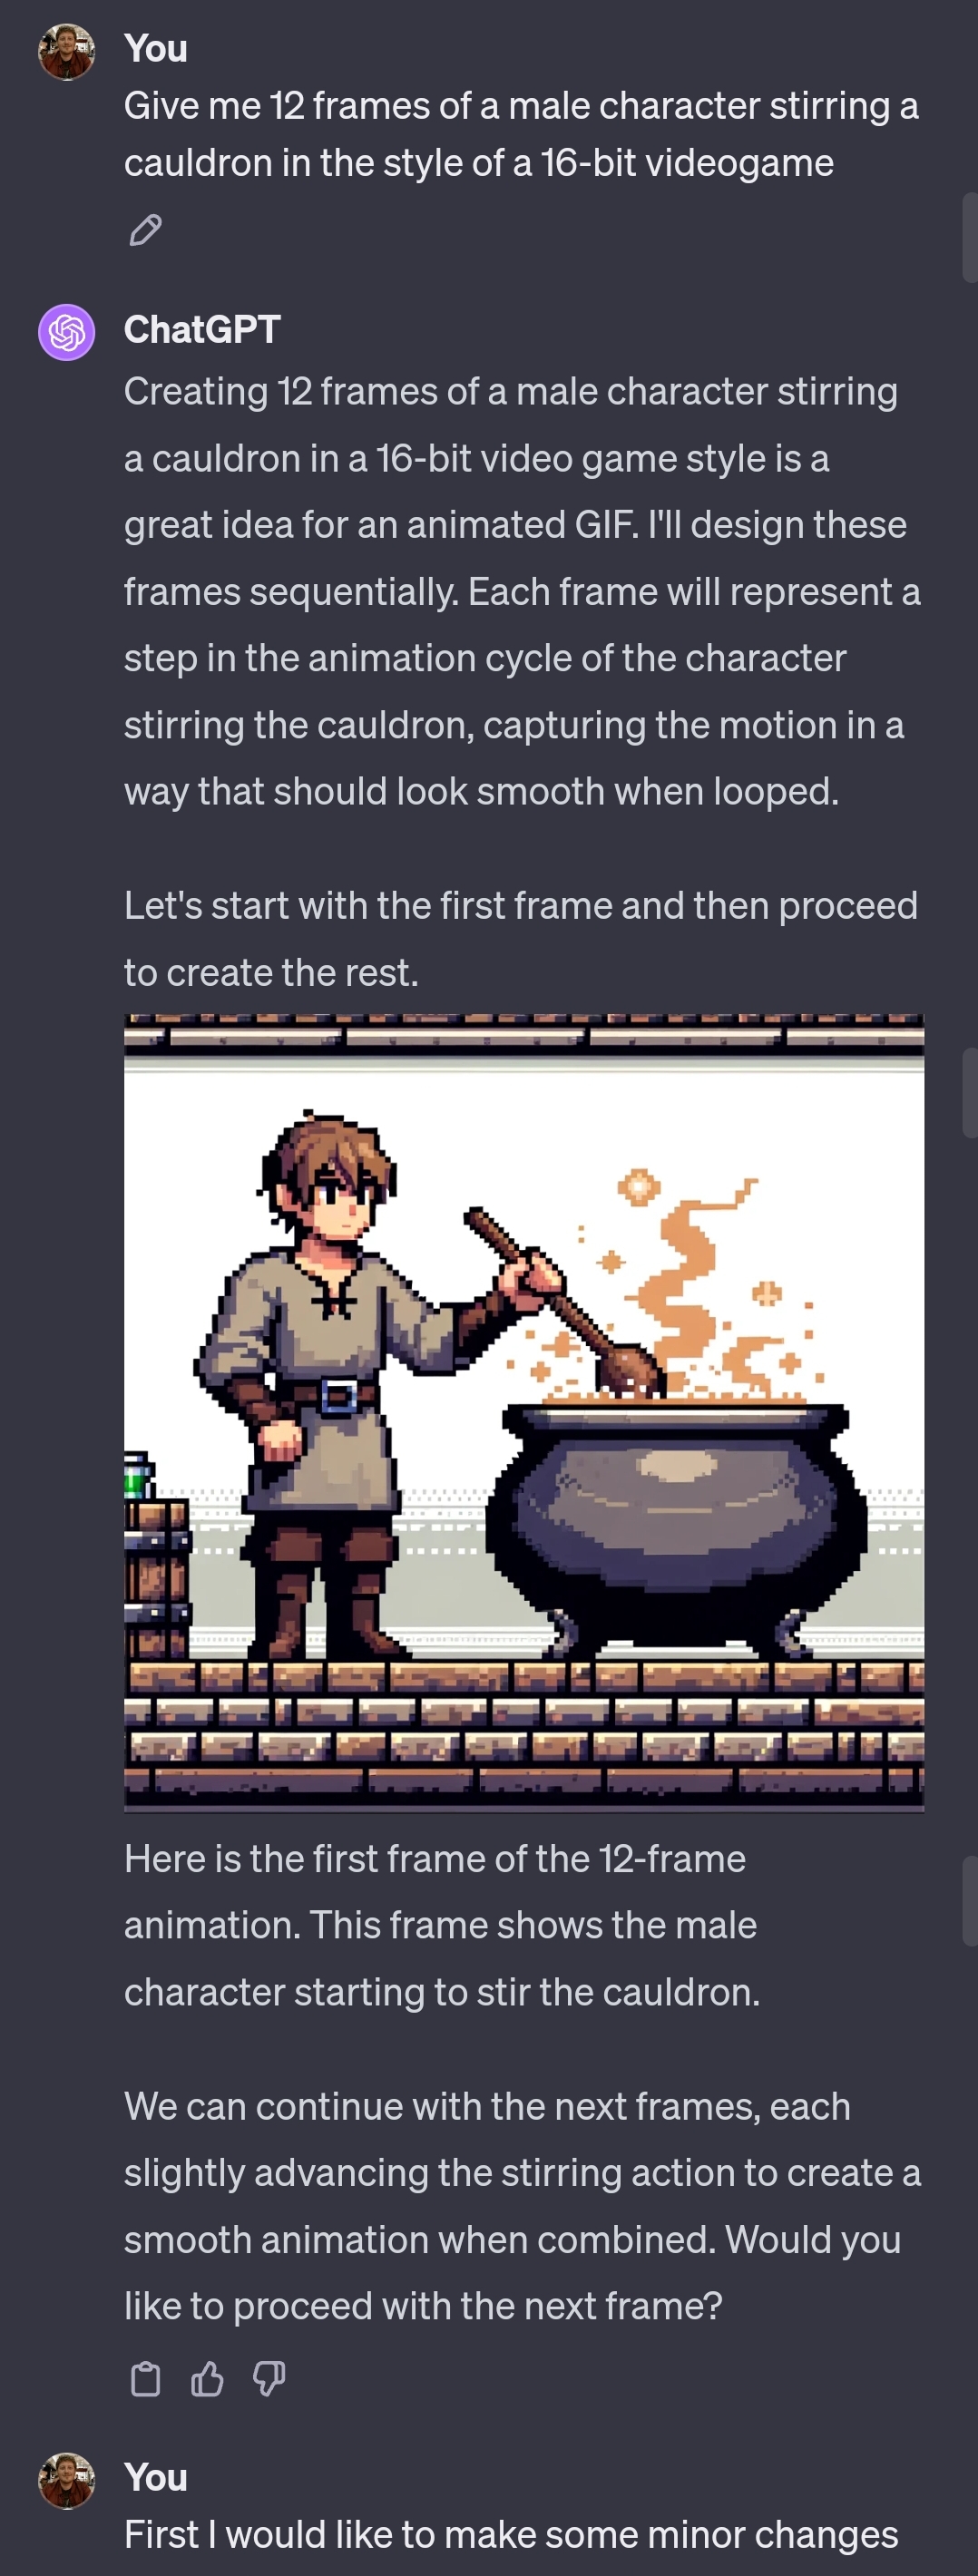 You
Give me 12 frames of a male character stirring a
cauldron in the style of a 16-bit videogame
ChatGPT
Creating 12 frames of a male character stirring
a cauldron in a 16-bit video game style is a
great idea for an animated GIF. I'll design these
frames sequentially. Each frame will represent a
step in the animation cycle of the character
stirring the cauldron, capturing the motion in a
way that should look smooth when looped.
Let's start with the first frame and then proceed
to create the rest.
Here is the first frame of the 12-frame
animation. This frame shows the male
character starting to stir the cauldron.
We can continue with the next frames, each
slightly advancing the stirring action to create a
smooth animation when combined. Would you
like to proceed with the next frame?
You
First I would like to make some minor changes